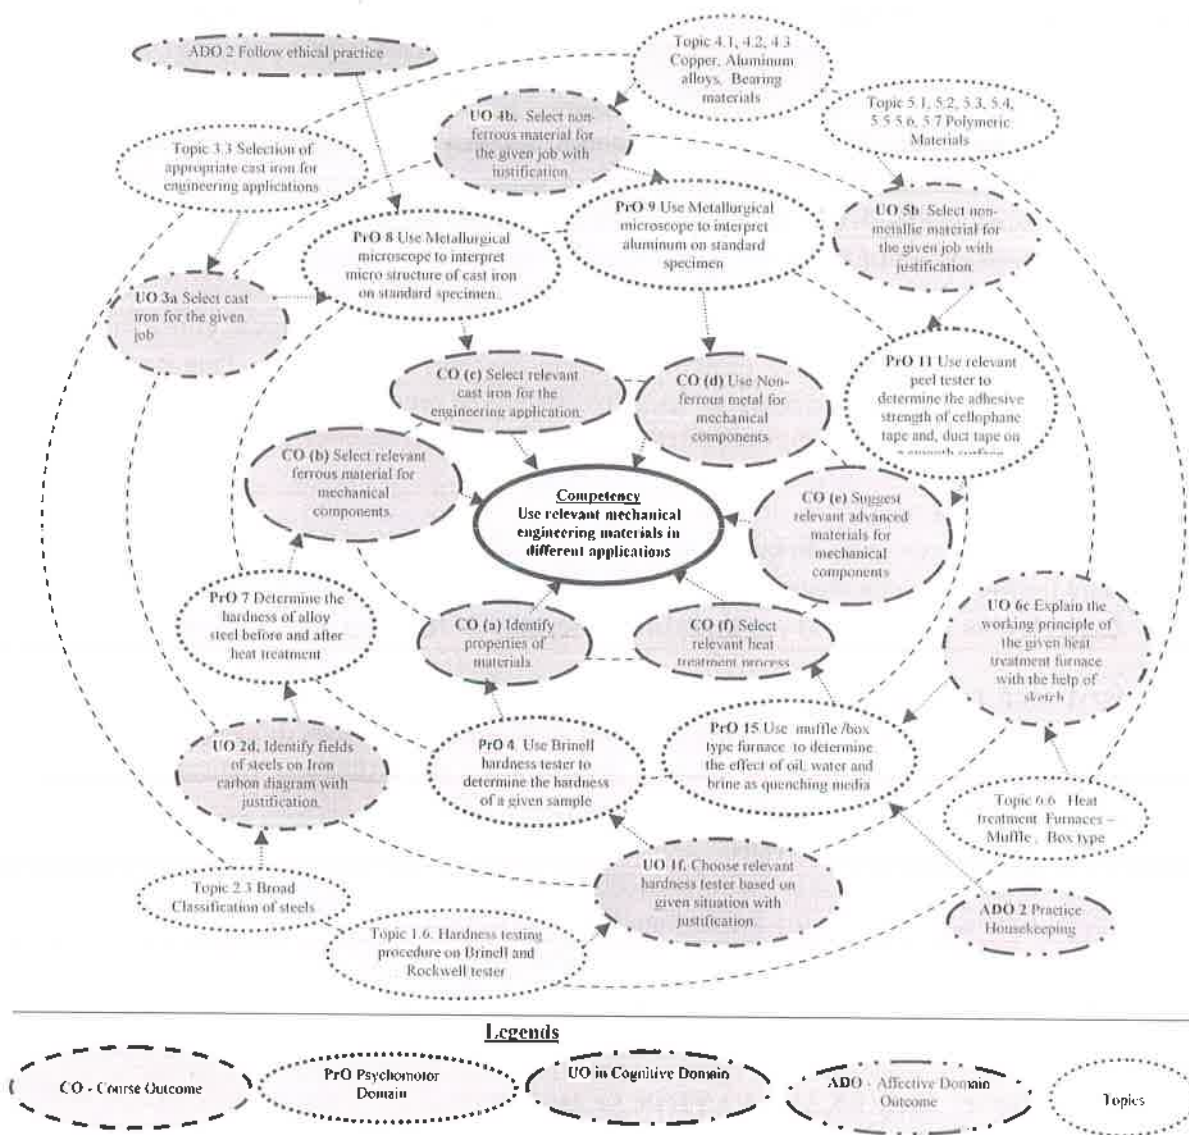 ADO 2 Follow ethical practice
Topic 4.1, 4.2, 4.3
Copper, Aluminum
alloys, Bearing
materials
Topic 5.1, 5.2, 5.3, 5.4,
5.5 5.6, 5.7 Polymeric
Materials
Topic 3.3 Selection of
appropriate cast iron for
engineering applications
UO 4b. Select non-
ferrous material for
the given job with
justification.
UO 5b Select non-
metallic material for
the given job with
justification.
PrO 8 Use Metallurgical
microscope to interpret
micro structure of cast iron
on standard specimen.
PrO 9 Use Metallurgical
microscope to interpret
aluminum on standard
specimen
UO 3a Select cast
iron for the given
job
PrO 11 Use relevant
peel tester to
determine the adhesive
strength of cellophane
tape and, duct tape on
a smooth surface
CO (c) Select relevant
cast iron for the
engineering application.
CO (d) Use Non-
ferrous metal for
mechanical
components.
CO (b) Select relevant
ferrous material for
mechanical
components.
Competency
Use relevant mechanical
engineering materials in
different applications
CO (e) Suggest
relevant advanced
materials for
mechanical
components
PrO 7 Determine the
hardness of alloy
steel before and after
heat treatment
CO (a) Identify
properties of
materials.
CO (f) Select
relevant heat
treatment process
UO 6c Explain the
working principle of
the given heat
treatment furnace
with the help of
sketch
UO 2d. Identify fields
of steels on Iron
carbon diagram with
justification.
PrO 4. Use Brinell
hardness tester to
determine the hardness
of a given sample
PrO 15 Use muffle /box
type furnace to determine
the effect of oil, water and
brine as quenching media
Topic 6.6 Heat
treatment Furnaces –
Muffle, Box type
Topic 2.3 Broad
Classification of steels
UO 1f. Choose relevant
hardness tester based on
given situation with
justification.
ADO 2 Practice
Housekeeping
Topic 1.6. Hardness testing
procedure on Brinell and
Rockwell tester
Legends
CO - Course Outcome
PrO Psychomotor
Domain
UO in Cognitive Domain
ADO - Affective Domain
Outcome
Topics